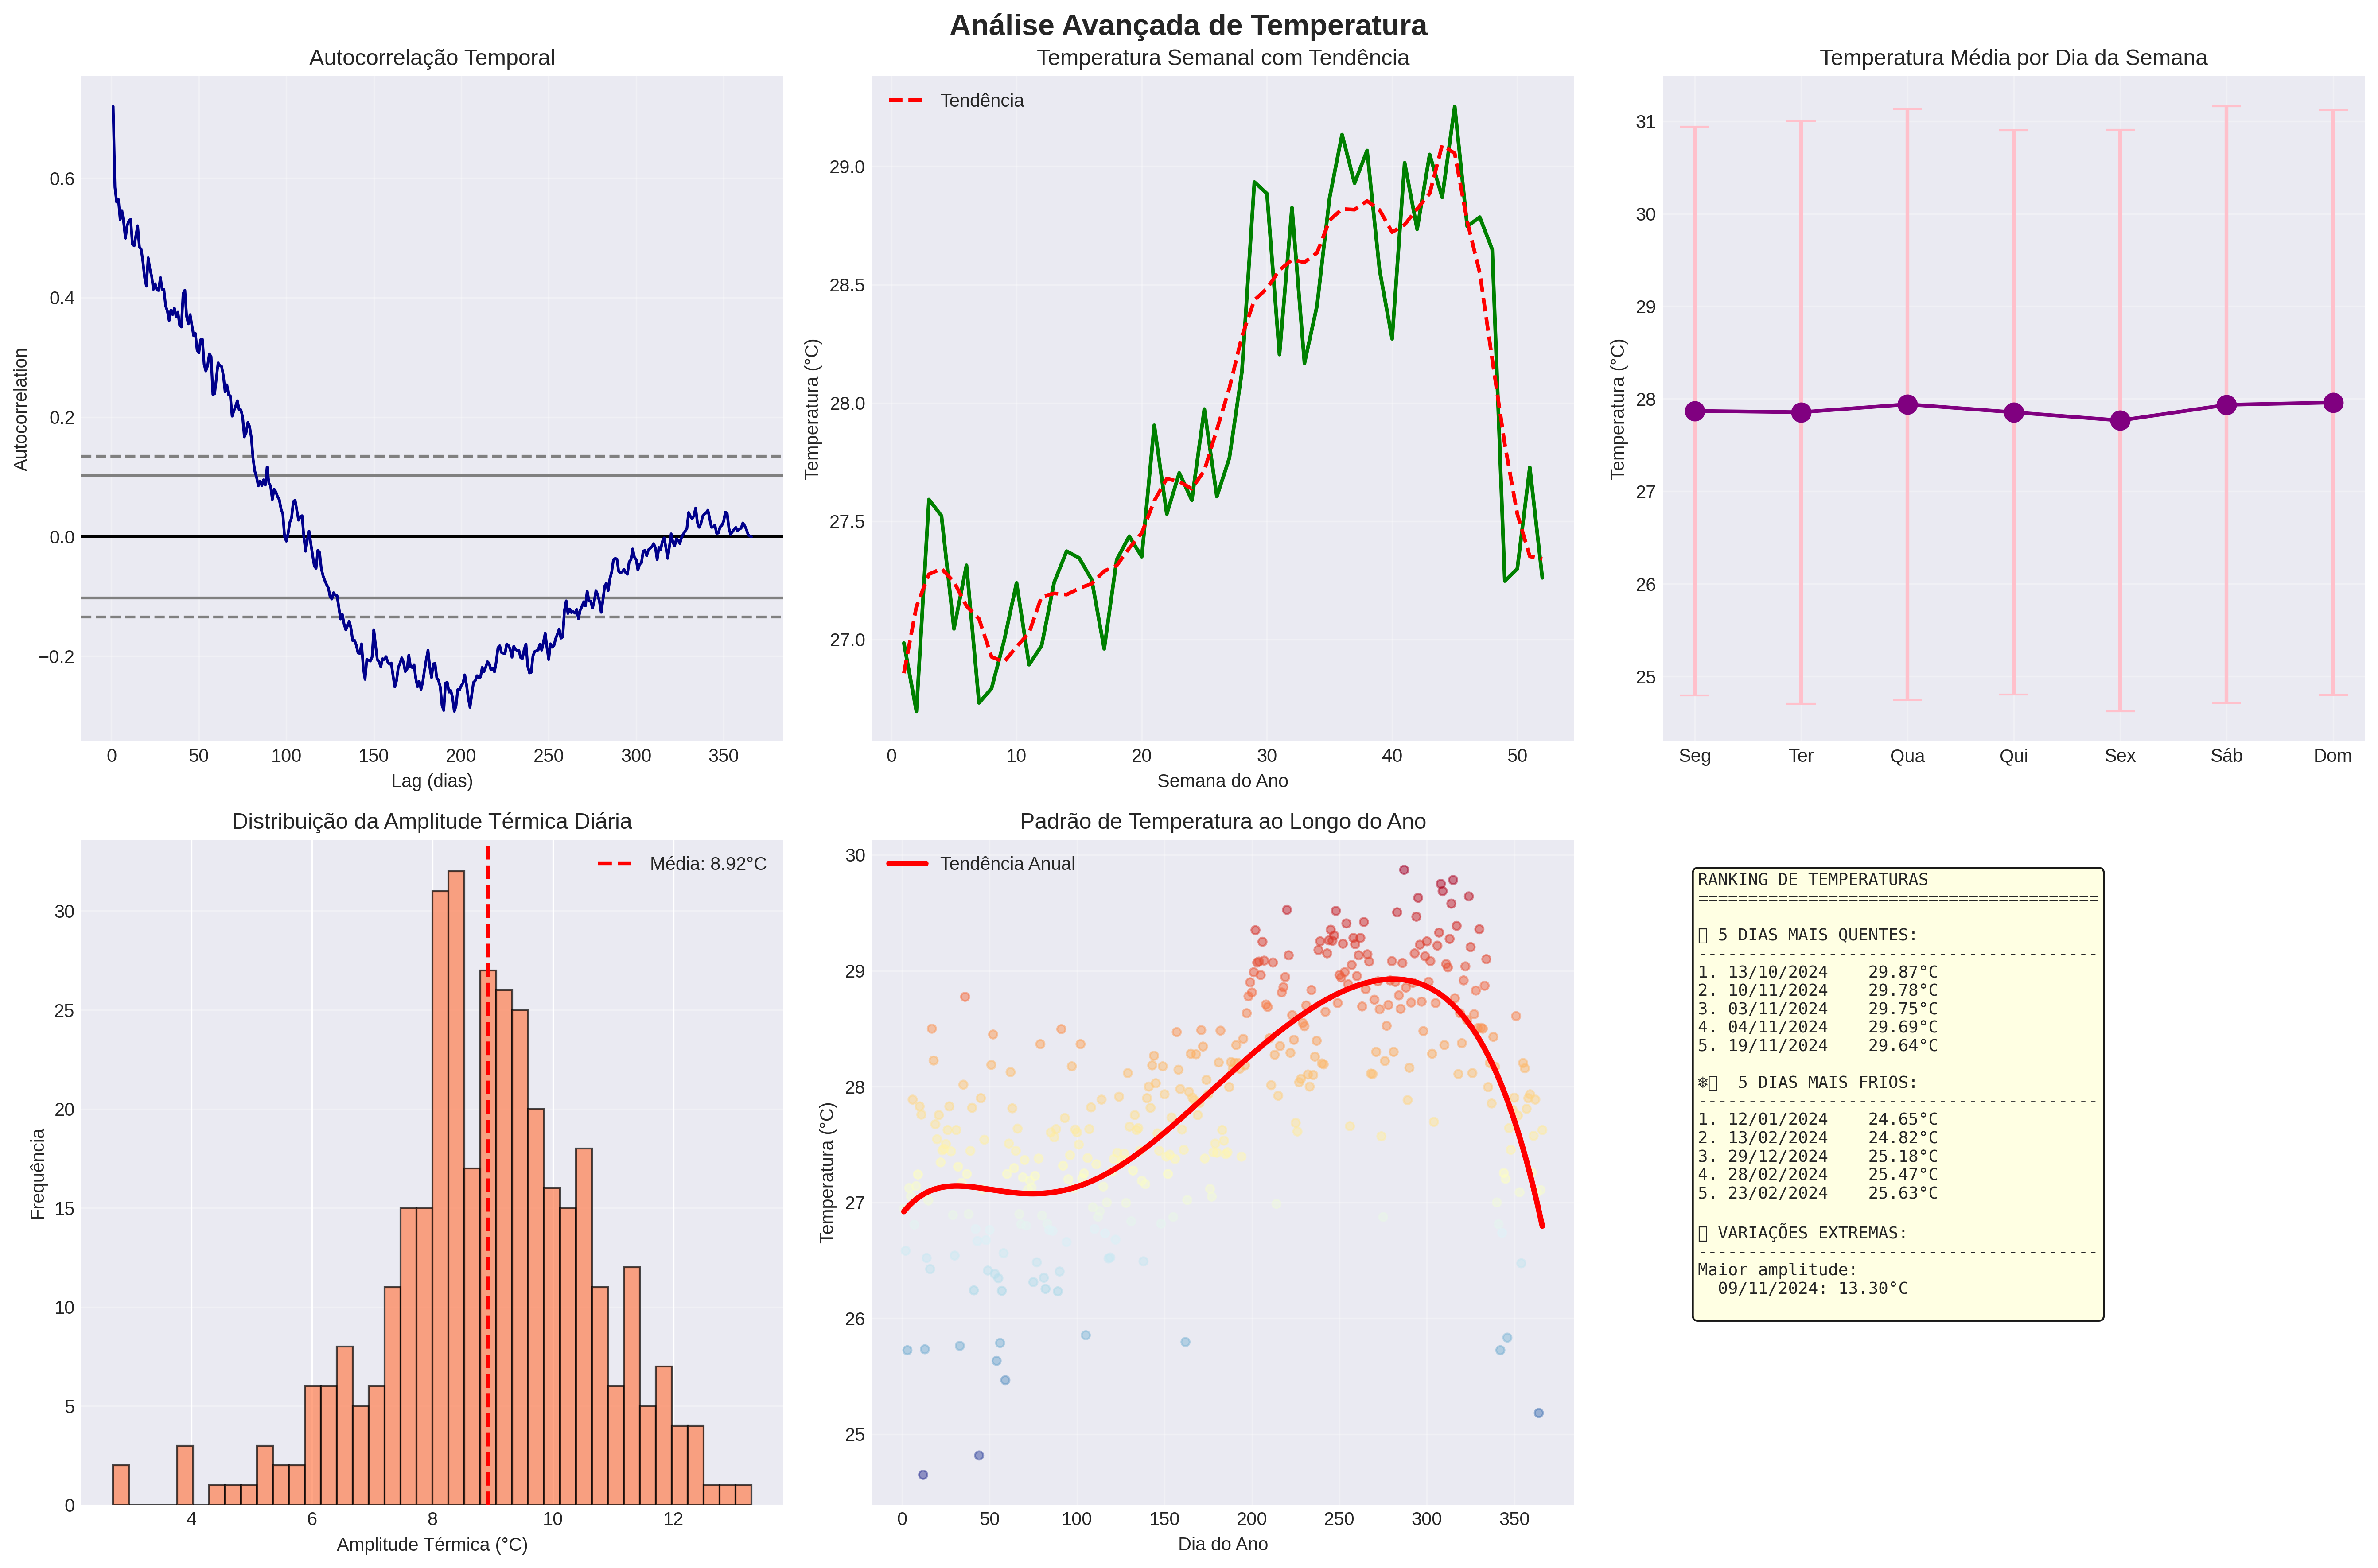 Análise Avançada de Temperatura
Autocorrelação Temporal
0.6
0.4
0.2
0.0
−0.2
Autocorrelation
0 50 100 150 200 250 300 350
Lag (dias)
Temperatura Semanal com Tendência
Tendência
29.0
28.5
28.0
27.5
27.0
Temperatura (°C)
0 10 20 30 40 50
Semana do Ano
Temperatura Média por Dia da Semana
31
30
29
28
27
26
25
Temperatura (°C)
Seg Ter Qua Qui Sex Sáb Dom
Distribuição da Amplitude Térmica Diária
Média: 8.92°C
30
25
20
15
10
5
0
Frequência
4 6 8 10 12
Amplitude Térmica (°C)
Padrão de Temperatura ao Longo do Ano
Tendência Anual
30
29
28
27
26
25
Temperatura (°C)
0 50 100 150 200 250 300 350
Dia do Ano
RANKING DE TEMPERATURAS
========================================
5 DIAS MAIS QUENTES:
----------------------------------------
1. 13/10/2024    29.87°C
2. 10/11/2024    29.78°C
3. 03/11/2024    29.75°C
4. 04/11/2024    29.69°C
5. 19/11/2024    29.64°C
❄ 5 DIAS MAIS FRIOS:
----------------------------------------
1. 12/01/2024    24.65°C
2. 13/02/2024    24.82°C
3. 29/12/2024    25.18°C
4. 28/02/2024    25.47°C
5. 23/02/2024    25.63°C
VARIAÇÕES EXTREMAS:
----------------------------------------
Maior amplitude:
09/11/2024: 13.30°C